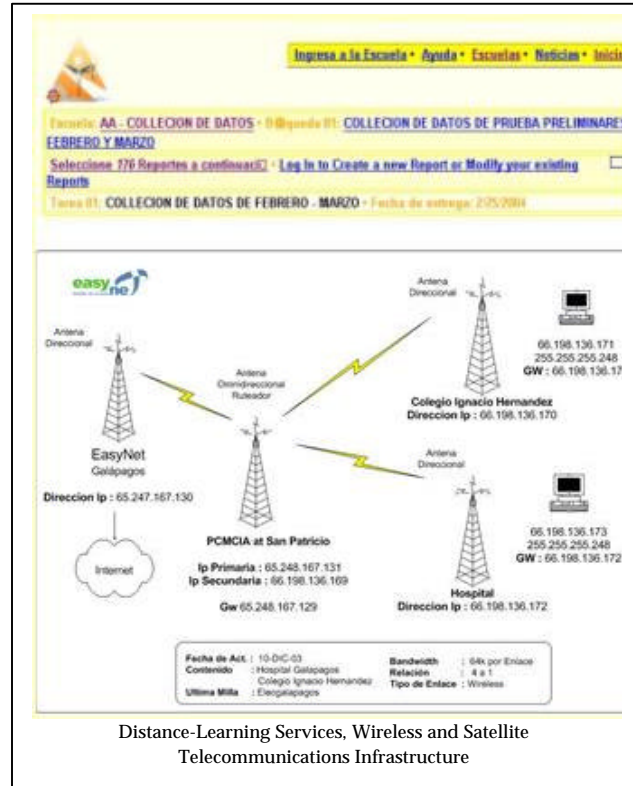 Ingresa a la Escuela • Ayuda • Escuelas • Noticias • Inicio
Escuela: AA - COLLECION DE DATOS • B queda 01: COLLECION DE DATOS DE PRUEBA PRELIMINARES
FEBRERO Y MARZO
Seleccione 776 Reportes a continuaci • Log In to Create a new Report or Modify your existing
Reports
Tarea 01: COLLECION DE DATOS DE FEBRERO - MARZO • Fecha de entrega: 2/25/2004
easy net
Antena
Direccional
66.198.136.171
255.255.255.248
GW : 66.198.136.17
Colegio Ignacio Hernandez
Direccion Ip : 66.198.136.170
Antena
Direccional
Antena
Omnidireccional
Ruteador
EasyNet
Galápagos
Direccion Ip : 65.247.167.130
Internet
PCMCIA at San Patricio
Ip Primaria : 65.248.167.131
Ip Secundaria : 66.198.136.169
Gw 65.248.167.129
Antena
Direccional
66.198.136.173
255.255.255.248
GW : 66.198.136.172
Hospital
Direccion Ip : 66.198.136.172
Fecha de Act. : 10-DIC-03
Contenido : Hospital Galapagos
Colegio Ignacio Hernandez
Ultima Milla : Elecgalapagos
Bandwidth : 64k por Enlace
Relación : 4 a 1
Tipo de Enlace : Wireless
Distance-Learning Services, Wireless and Satellite
Telecommunications Infrastructure